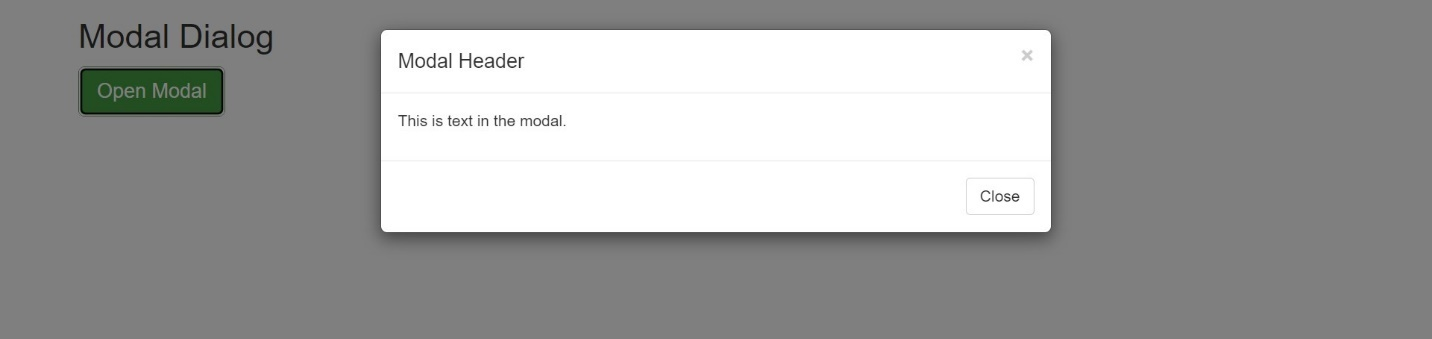 Modal Dialog
Open Modal
Modal Header
×
This is text in the modal.
Close